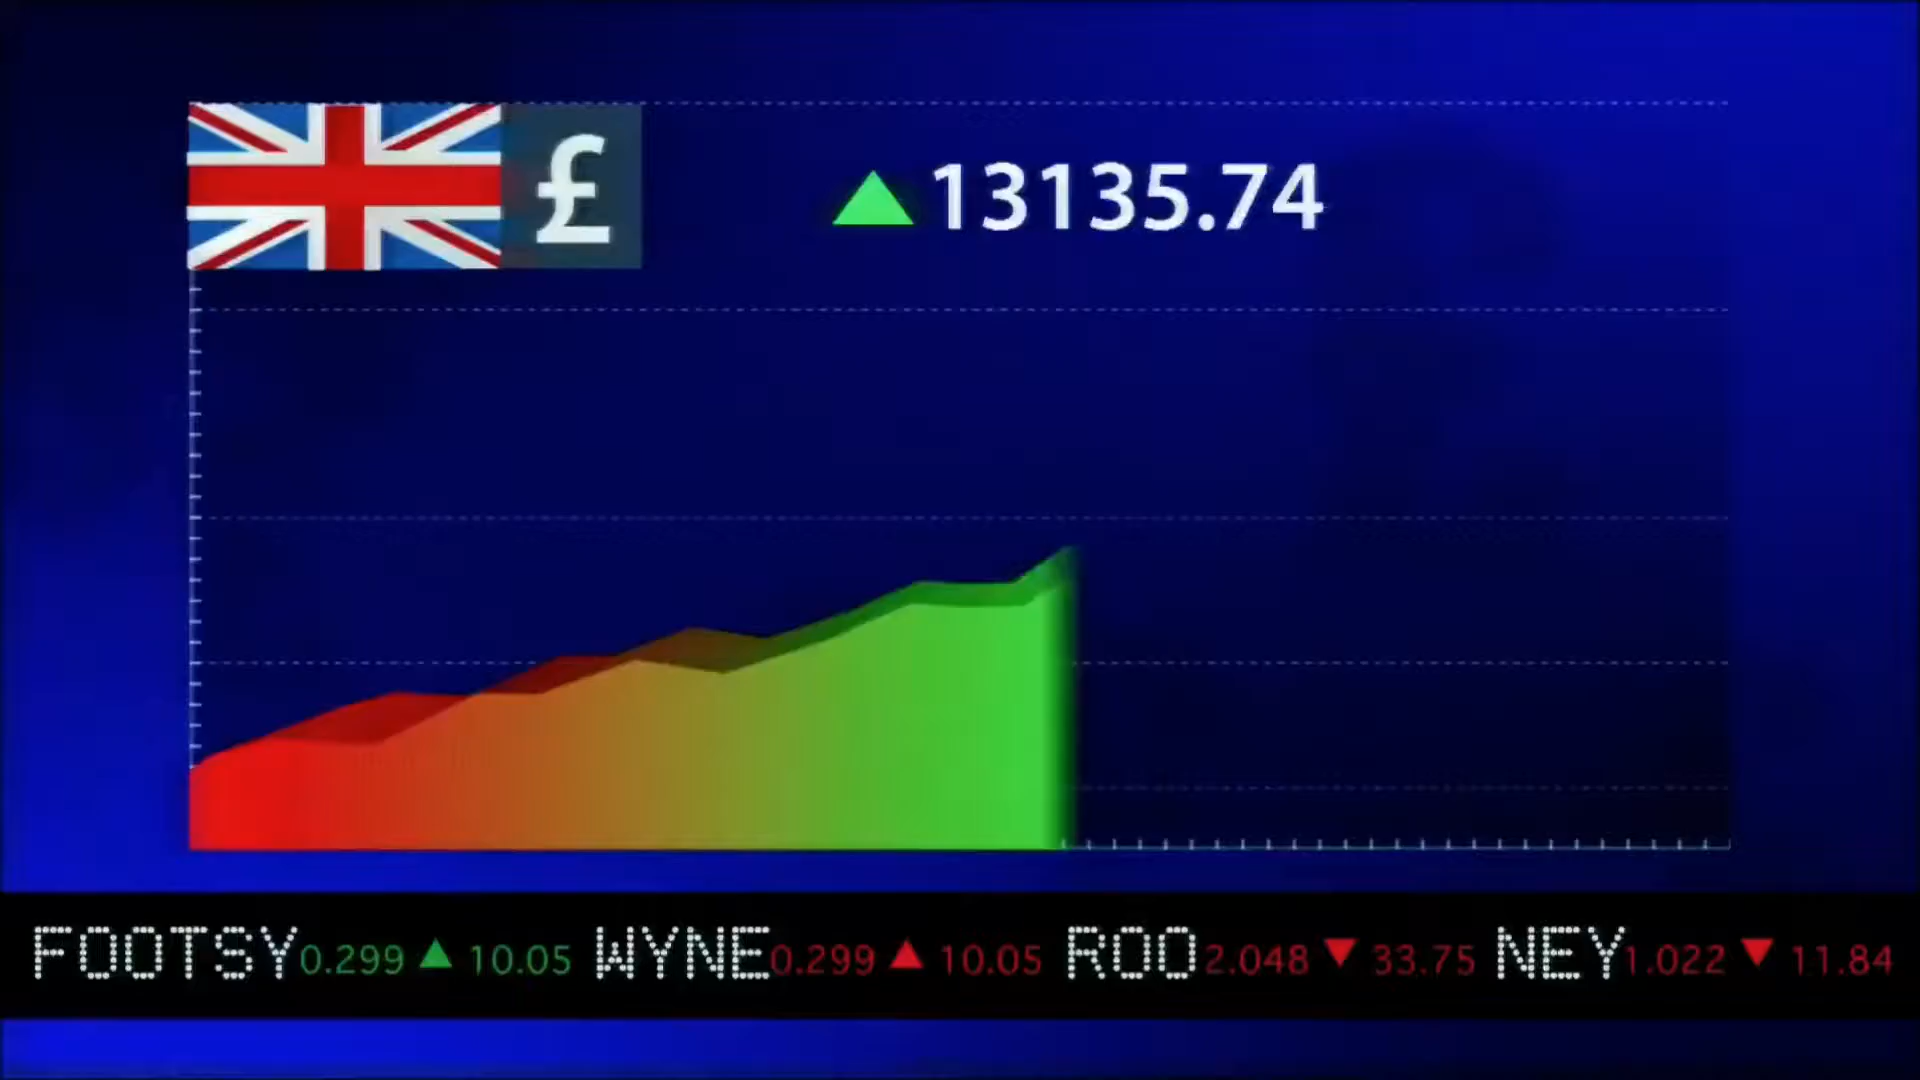 £ ▲13135.74
FOOTSY 0.299 ▲ 10.05 WYNE 0.299 ▲ 10.05 ROO 2.048 ▼ 33.75 NEY 1.022 ▼ 11.84